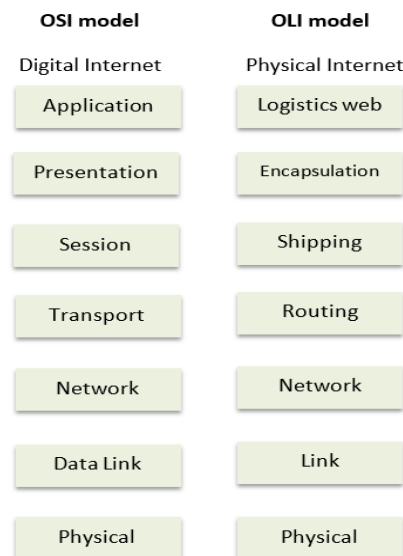 OSI model
OLI model
Digital Internet
Physical Internet
Application
Logistics web
Presentation
Encapsulation
Session
Shipping
Transport
Routing
Network
Network
Data Link
Link
Physical
Physical